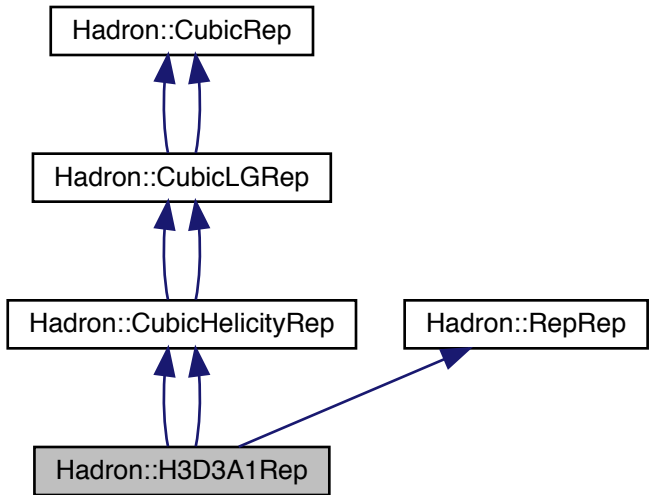 Hadron::CubicRep
Hadron::CubicLGRep
Hadron::CubicHelicityRep
Hadron::RepRep
Hadron::H3D3A1Rep